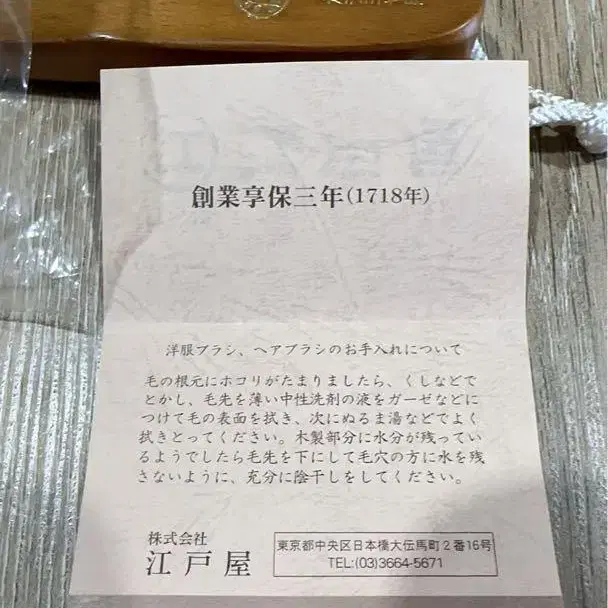 創業享保三年(1718年)
洋服ブラシ、ヘアブラシのお手入れについて
毛の根元にホコリがたまりましたら、くしなどで
とかし、毛先を薄い中性洗剤の液をガーゼなどに
つけて毛の表面を拭き、次にぬるま湯などでよく
拭きとってください。木製部分に水分が残ってい
るようでしたら毛先を下にして毛穴の方に水を残
さないように、充分に陰干しをしてください。
株式会社
江戸屋
東京都中央区日本橋大伝馬町2番16号
TEL:(03)3664-5671